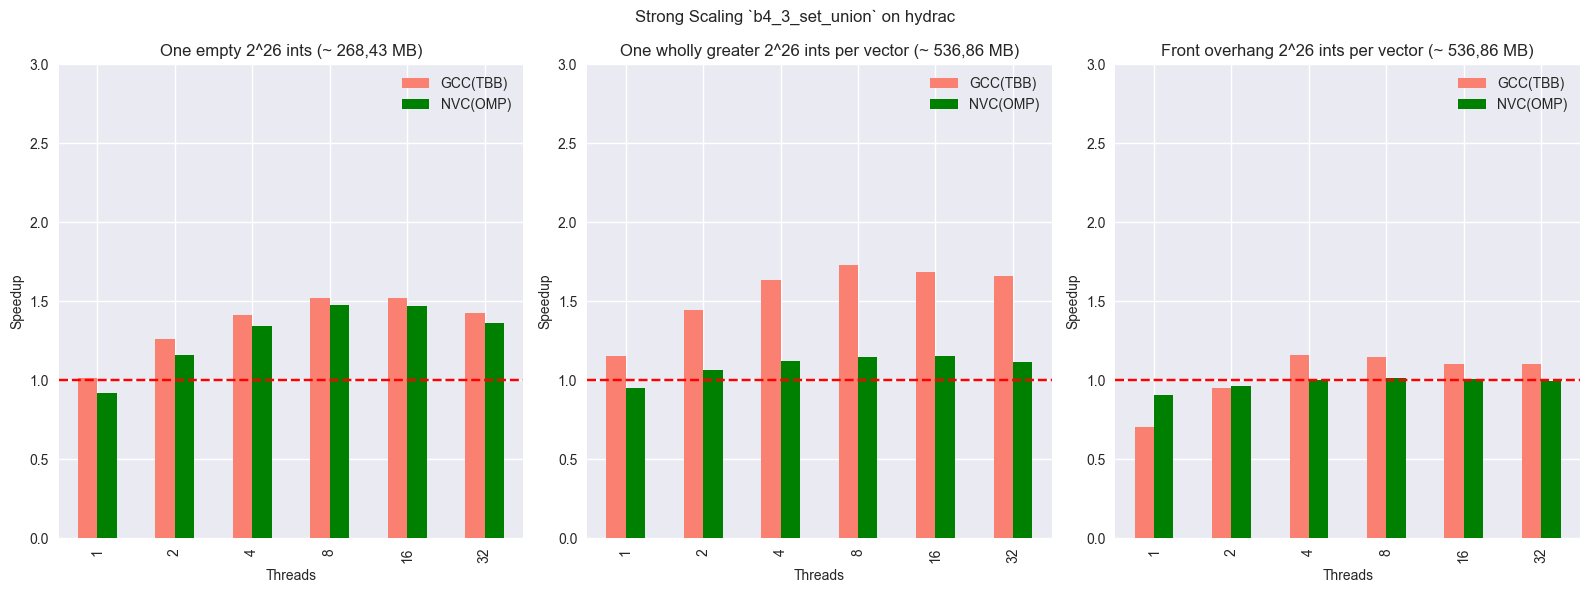 Strong Scaling `b4_3_set_union` on hydrac
One empty 2^26 ints (~ 268,43 MB)
3.0
2.5
2.0
1.5
1.0
0.5
0.0
Speedup
GCC(TBB)
NVC(OMP)
1
2
4
8
16
32
Threads
One wholly greater 2^26 ints per vector (~ 536,86 MB)
3.0
2.5
2.0
1.5
1.0
0.5
0.0
Speedup
GCC(TBB)
NVC(OMP)
1
2
4
8
16
32
Threads
Front overhang 2^26 ints per vector (~ 536,86 MB)
3.0
2.5
2.0
1.5
1.0
0.5
0.0
Speedup
GCC(TBB)
NVC(OMP)
1
2
4
8
16
32
Threads